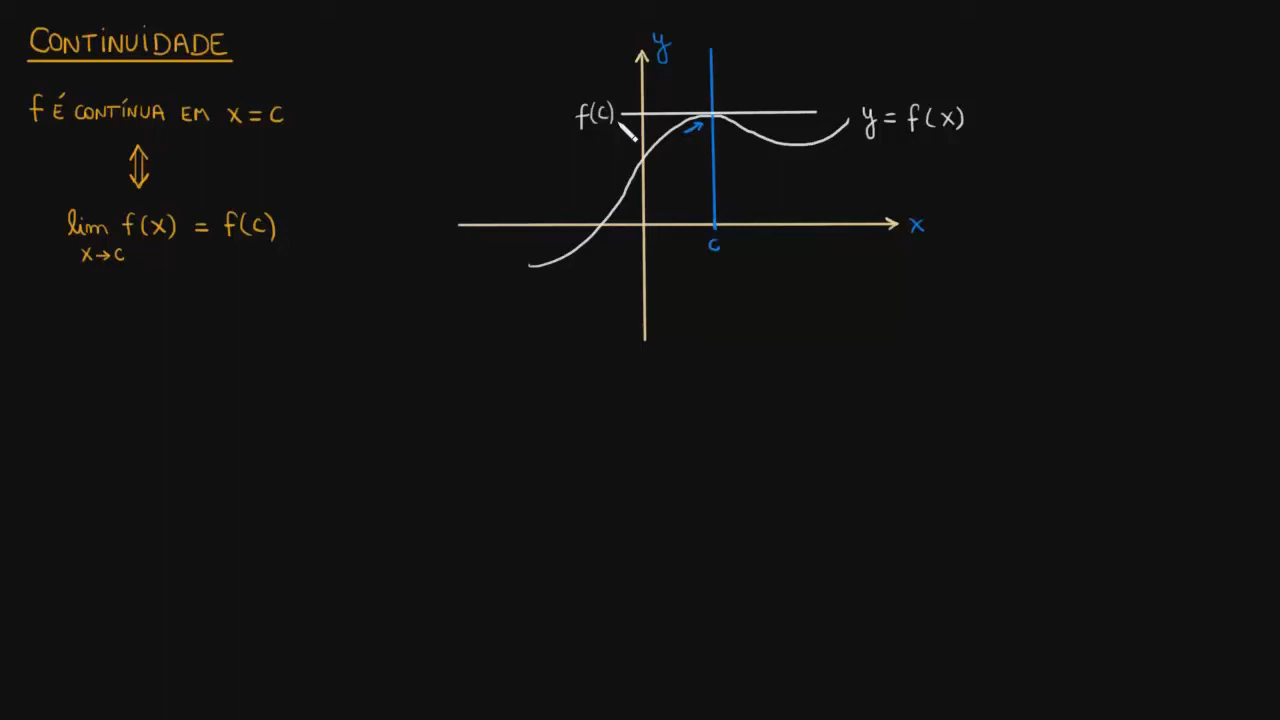 CONTINUIDADE
f É CONTÍNUA EM x = c
⇕
lim f(x) = f(c)
x→c
y
f(c)
y = f(x)
x
c